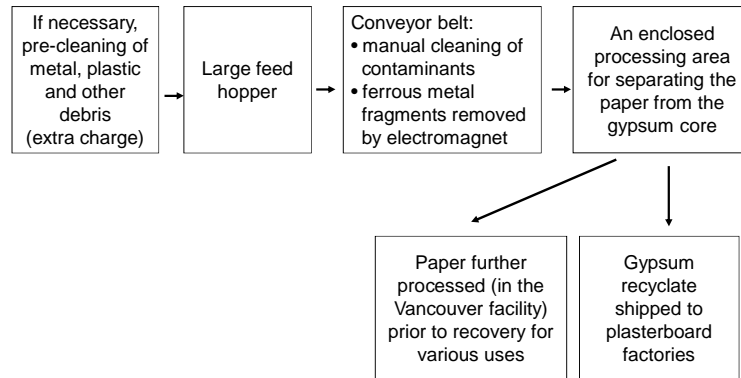 If necessary,
pre-cleaning of
metal, plastic
and other
debris
(extra charge)
Large feed
hopper
Conveyor belt:
• manual cleaning of
contaminants
• ferrous metal
fragments removed
by electromagnet
An enclosed
processing area
for separating the
paper from the
gypsum core
Paper further
processed (in the
Vancouver facility)
prior to recovery for
various uses
Gypsum
recyclate
shipped to
plasterboard
factories